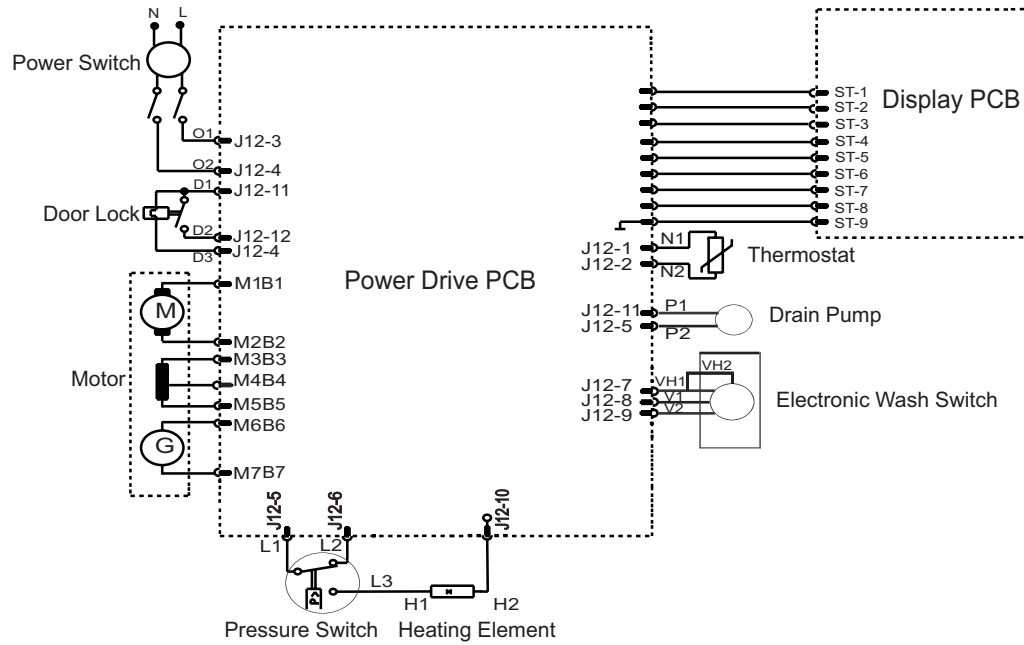 N L
Power Switch
O1 J12-3
O2 J12-4
D1 J12-11
Door Lock
D2 J12-12
J12-4
D3
M1B1
M
M2B2
M3B3
Motor
M4B4
M5B5
M6B6
G
M7B7
Power Drive PCB
Display PCB
ST-1
ST-2
ST-3
ST-4
ST-5
ST-6
ST-7
ST-8
ST-9
J12-1 N1
Thermostat
J12-2 N2
J12-11 P1
Drain Pump
J12-5 P2
VH2
J12-7 VH1
J12-8 V1
Electronic Wash Switch
J12-9 V2
J12-5 J12-6 J12-10
L1 L2
L3
P>
H1 H2
Pressure Switch Heating Element